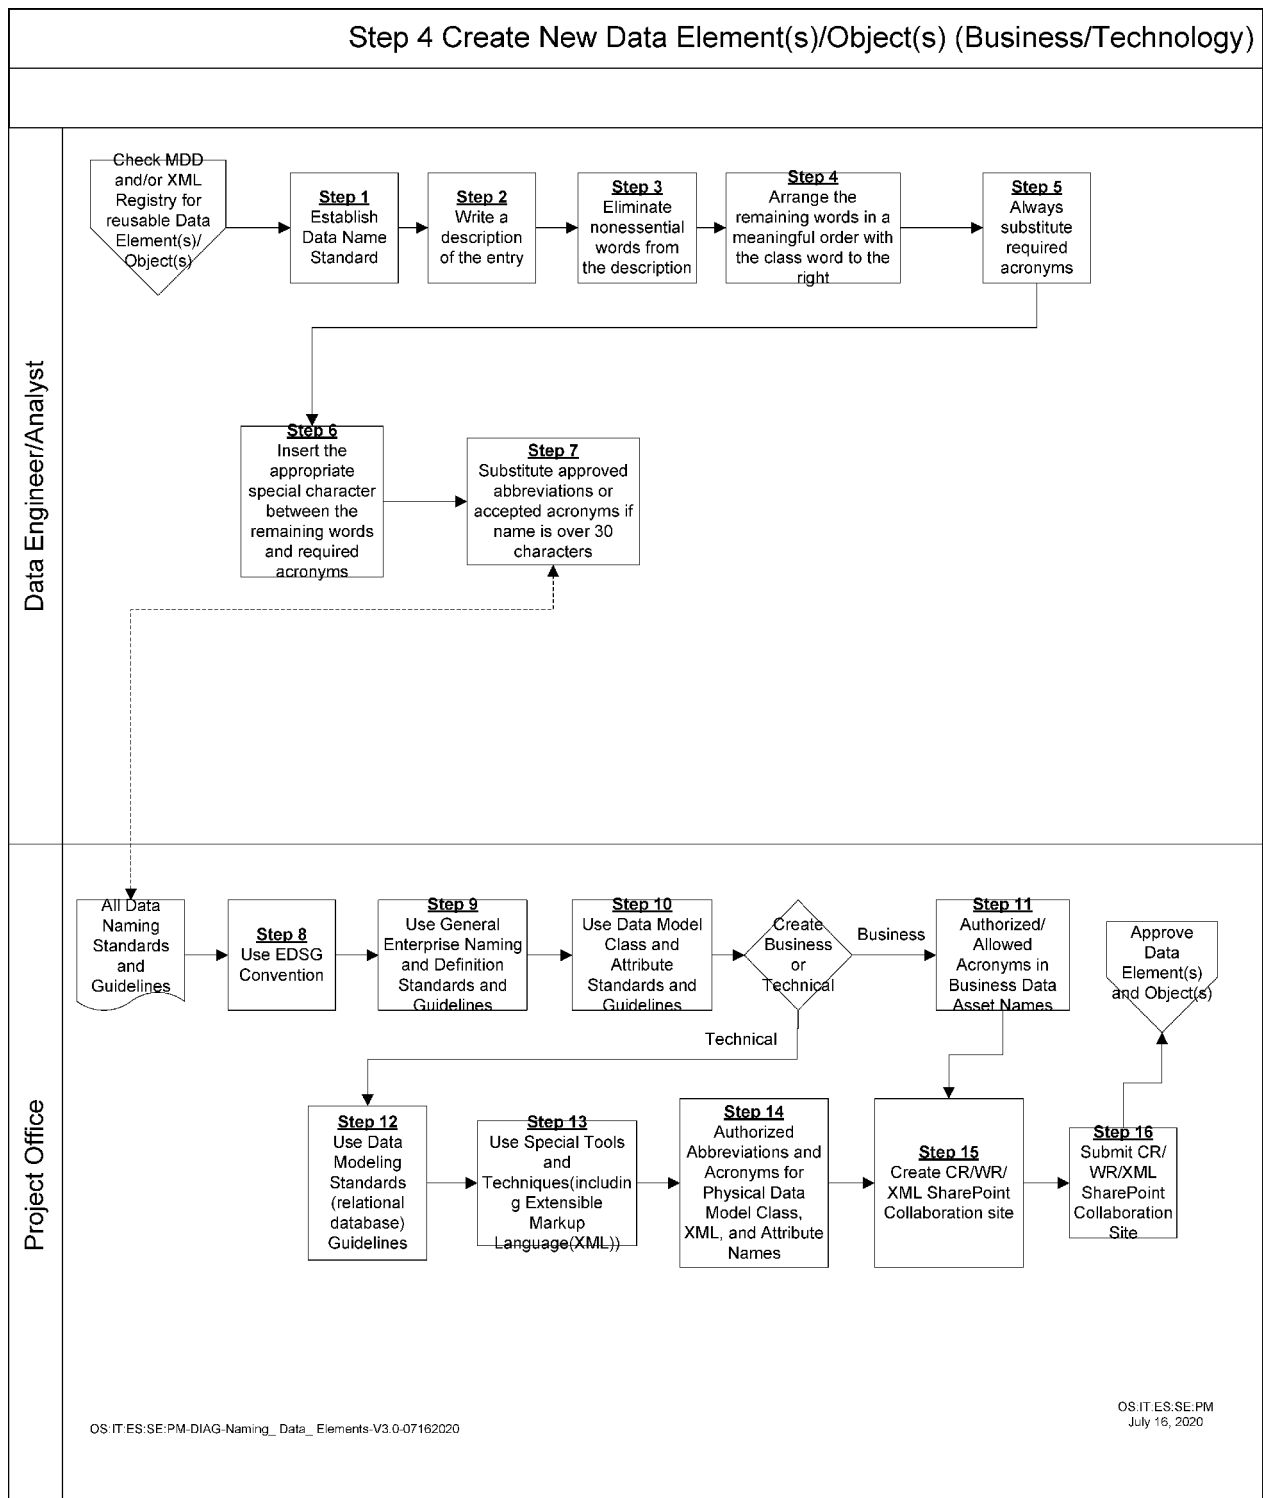 Step 4 Create New Data Element(s)/Object(s) (Business/Technology)
Data Engineer/Analyst
Check MDD
and/or XML
Registry for
reusable Data
Element(s)/
Object(s)
Step 1
Establish
Data Name
Standard
Step 2
Write a
description
of the entry
Step 3
Eliminate
nonessential
words from
the description
Step 4
Arrange the
remaining words in a
meaningful order with
the class word to the
right
Step 5
Always
substitute
required
acronyms
Step 6
Insert the
appropriate
special character
between the
remaining words
and required
acronyms
Step 7
Substitute approved
abbreviations or
accepted acronyms if
name is over 30
characters
Project Office
All Data
Naming
Standards
and
Guidelines
Step 8
Use EDSG
Convention
Step 9
Use General
Enterprise Naming
and Definition
Standards and
Guidelines
Step 10
Use Data Model
Class and
Attribute
Standards and
Guidelines
Create
Business
or
Technical
Business
Technical
Step 11
Authorized/
Allowed
Acronyms in
Business Data
Asset Names
Approve
Data
Element(s)
and Object(s)
Step 12
Use Data
Modeling
Standards
(relational
database)
Guidelines
Step 13
Use Special Tools
and
Techniques(includin
g Extensible
Markup
Language(XML))
Step 14
Authorized
Abbreviations and
Acronyms for
Physical Data
Model Class,
XML, and Attribute
Names
Step 15
Create CR/WR/
XML SharePoint
Collaboration site
Step 16
Submit CR/
WR/XML
SharePoint
Collaboration
Site
OS:IT:ES:SE:PM-DIAG-Naming_ Data_ Elements-V3.0-07162020
OS:IT:ES:SE:PM
July 16, 2020